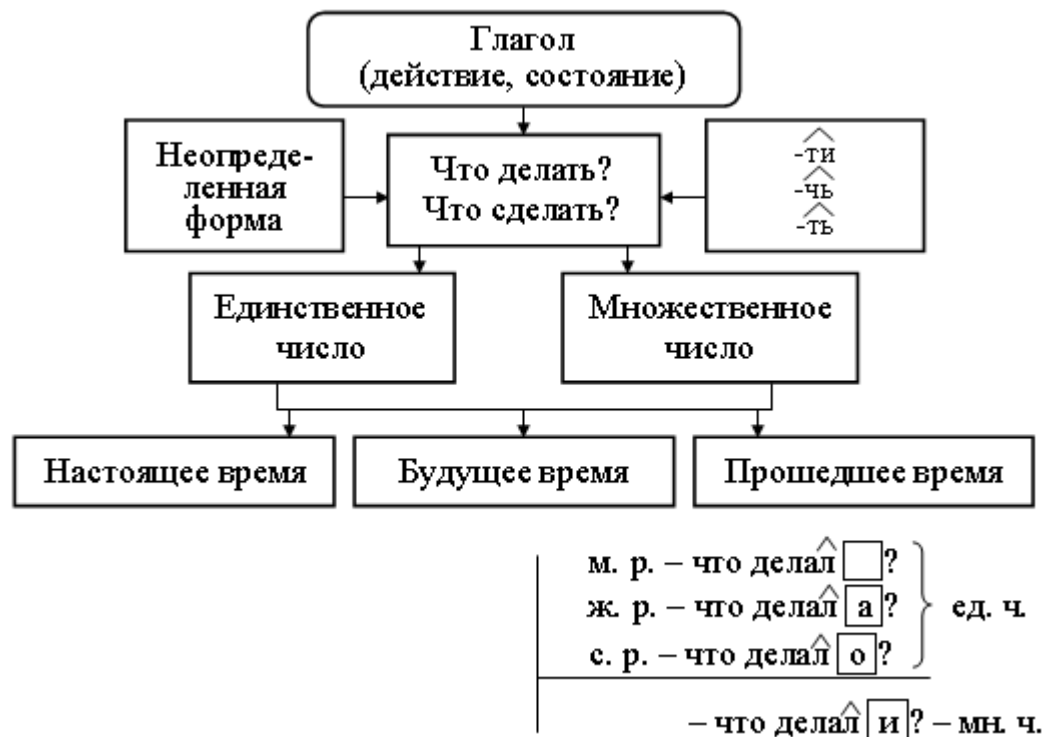 Глагол
(действие, состояние)
Неопреде-
ленная
форма
Что делать?
Что сделать?
-ти
-чь
-ть
Единственное
число
Множественное
число
Настоящее время
Будущее время
Прошедшее время
м. р. – что делал ?
ж. р. – что делал а ?
с. р. – что делал о ?
ед. ч.
– что делал и ? – мн. ч.